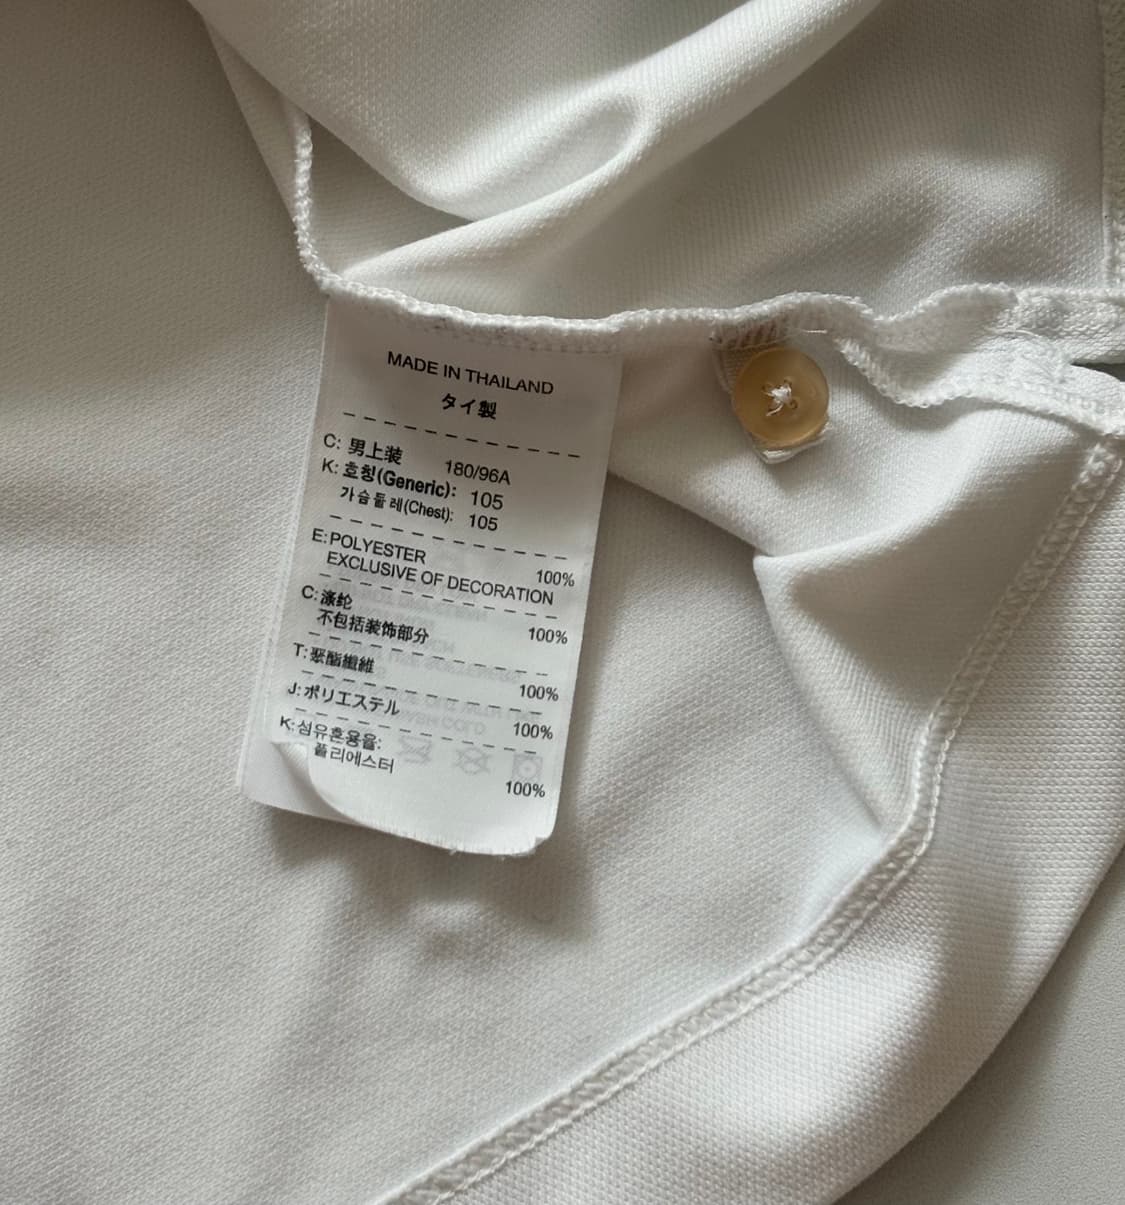 MADE IN THAILAND
タイ製
C: 男上装 180/96A
K: 호칭(Generic): 105
가슴둘레(Chest): 105
E: POLYESTER 100%
EXCLUSIVE OF DECORATION
C: 涤纶 100%
不包括装饰部分
T: 聚酯纖維 100%
J: ポリエステル 100%
K: 섬유혼용율:
폴리에스터 100%